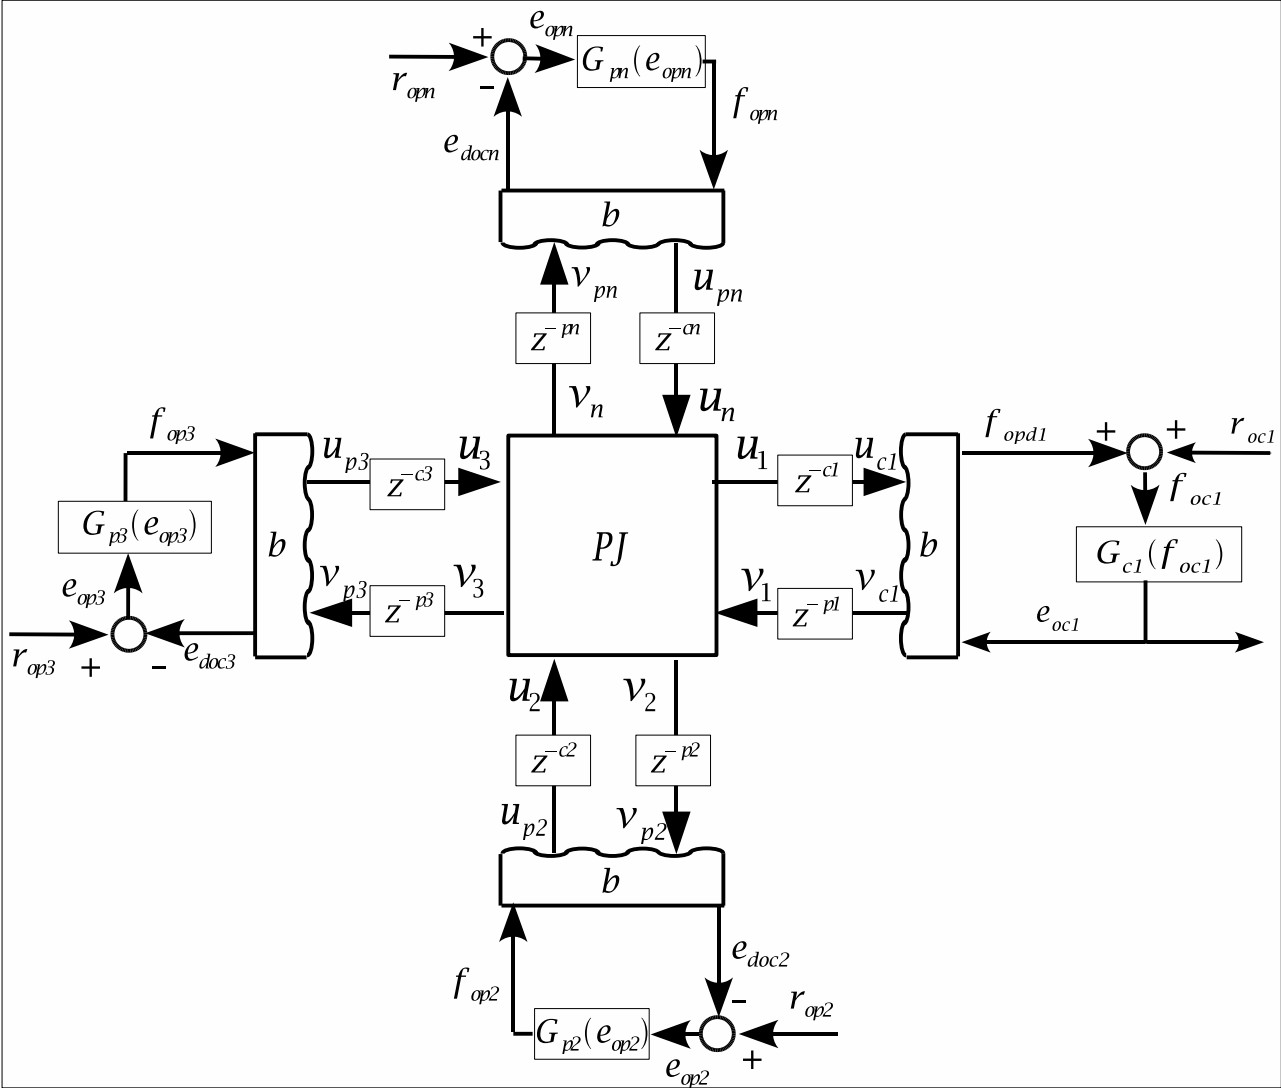 e_opn
+
G_pn(e_opn)
r_opn
-
f_opn
e_docn
b
v_pn
u_pn
z^-pn
z^-cn
v_n
u_n
f_op3
u_p3
u_3
z^-c3
G_p3(e_op3)
b
v_p3
v_3
z^-p3
e_op3
r_op3
+
-
e_doc3
PJ
u_1
u_c1
z^-c1
f_opd1
+
+
r_oc1
f_oc1
b
G_c1(f_oc1)
v_1
v_c1
z^-p1
e_oc1
u_2
v_2
z^-c2
z^-p2
u_p2
v_p2
b
e_doc2
f_op2
-
r_op2
G_p2(e_op2)
+
e_op2